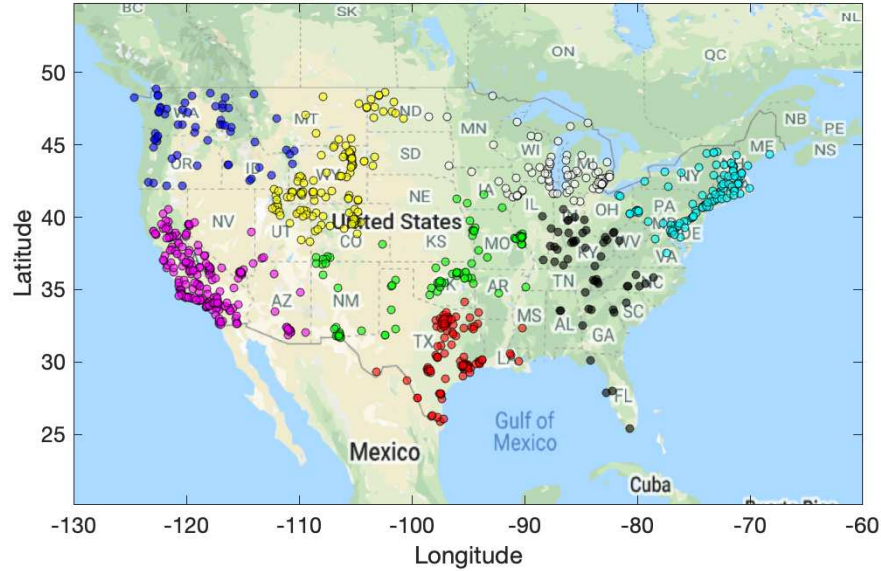 BC
SK
NL
ON
QC
50
WA
MT
ND
NB
PE
MN
ME
NS
45
OR
ID
SD
WI
MI
NY
WY
IA
NE
IL
OH
PA
40
NV
United States
UT
CO
KS
MO
KY
WV
DE
VA
35
AZ
NM
OK
AR
TN
NC
MS
SC
AL
GA
TX
LA
30
FL
25
Gulf of
Mexico
Mexico
Cuba
-130
-120
-110
-100
-90
-80
-70
-60
Longitude
Latitude